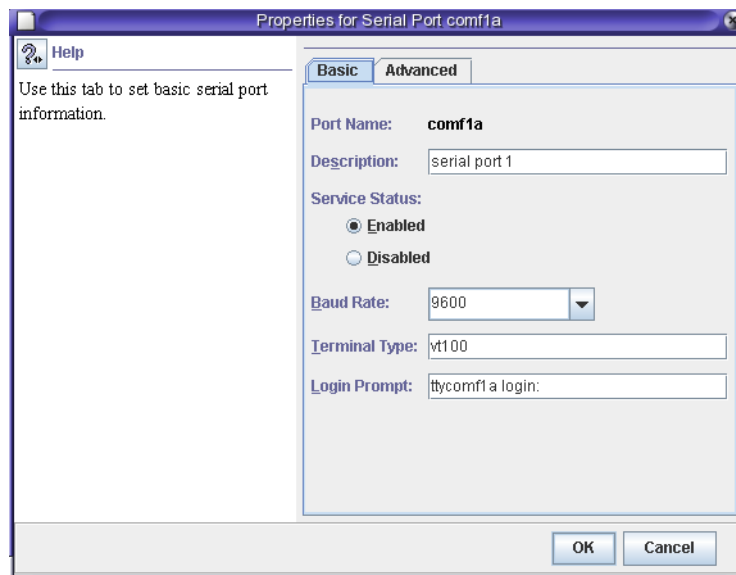 Properties for Serial Port comf1a
Help
Use this tab to set basic serial port
information.
Basic
Advanced
Port Name: comf1a
Description: serial port 1
Service Status:
Enabled
Disabled
Baud Rate: 9600
Terminal Type: vt100
Login Prompt: ttycomf1a login:
OK
Cancel